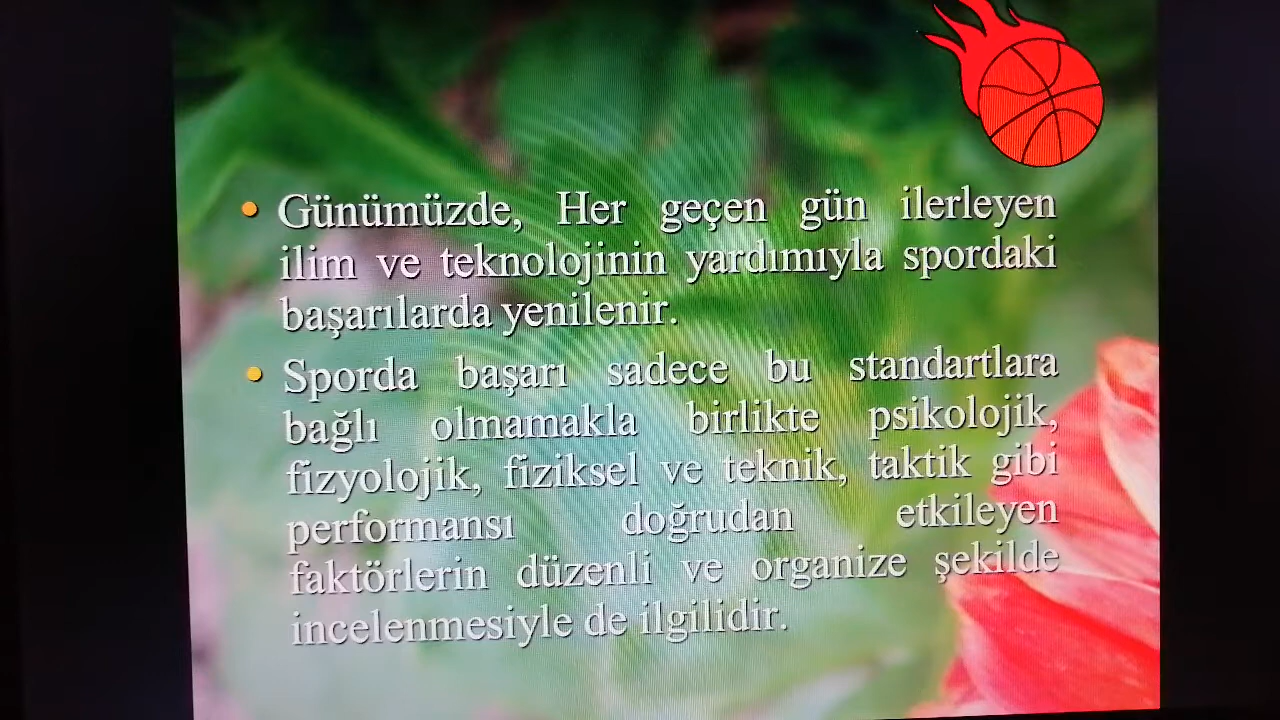 Günümüzde, Her geçen gün ilerleyen
ilim ve teknolojinin yardımıyla spordaki
başarılarda yenilenir.
Sporda başarı sadece bu standartlara
bağlı olmamakla birlikte psikolojik,
fizyolojik, fiziksel ve teknik, taktik gibi
performansı doğrudan etkileyen
faktörlerin düzenli ve organize şekilde
incelenmesiyle de ilgilidir.